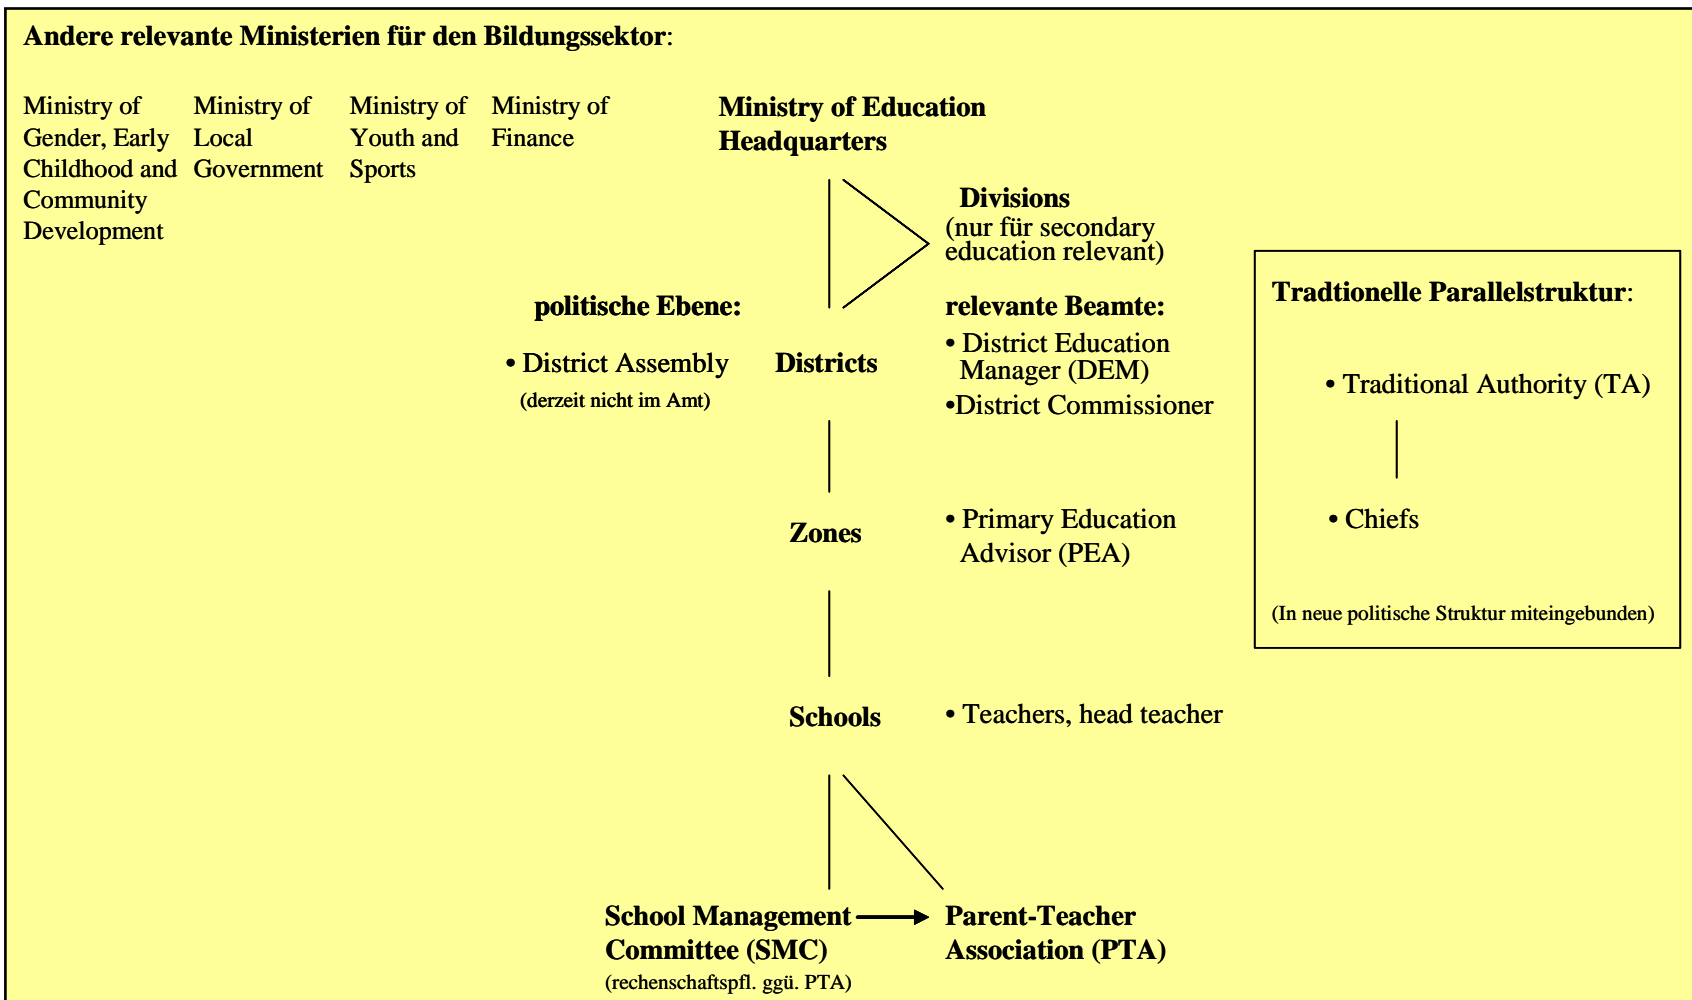 Andere relevante Ministerien für den Bildungssektor:
Ministry of
Gender, Early
Childhood and
Community
Development
Ministry of
Local
Government
Ministry of
Youth and
Sports
Ministry of
Finance
Ministry of Education
Headquarters
Divisions
(nur für secondary
education relevant)
politische Ebene:
• District Assembly
(derzeit nicht im Amt)
Districts
relevante Beamte:
• District Education
Manager (DEM)
•District Commissioner
Tradtionelle Parallelstruktur:
• Traditional Authority (TA)
• Chiefs
(In neue politische Struktur miteingebunden)
Zones
• Primary Education
Advisor (PEA)
Schools
• Teachers, head teacher
School Management
Committee (SMC)
(rechenschaftspfl. ggü. PTA)
Parent-Teacher
Association (PTA)